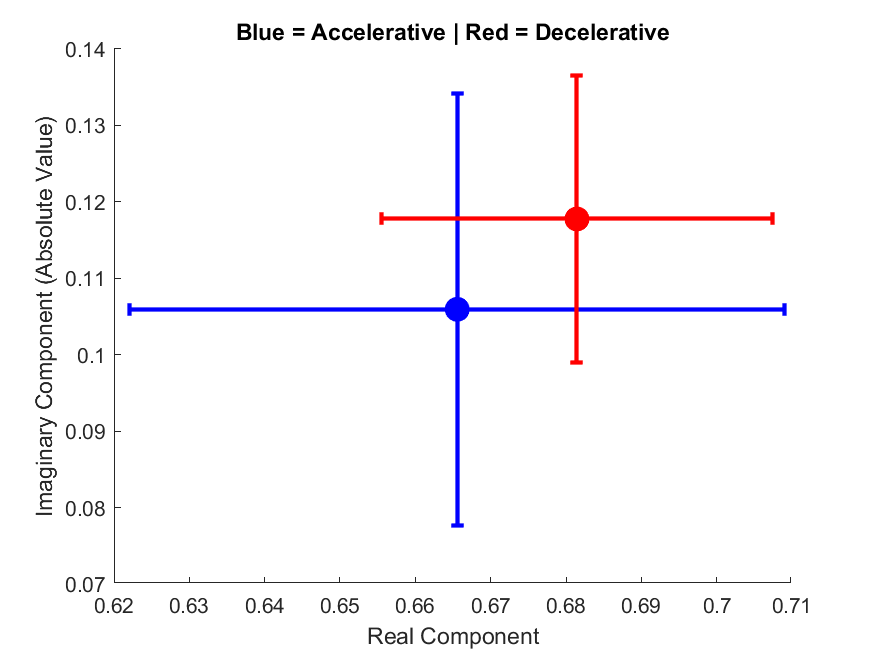 Blue = Accelerative | Red = Decelerative
Imaginary Component (Absolute Value)
0.14
0.13
0.12
0.11
0.1
0.09
0.08
0.07
0.62 0.63 0.64 0.65 0.66 0.67 0.68 0.69 0.7 0.71
Real Component